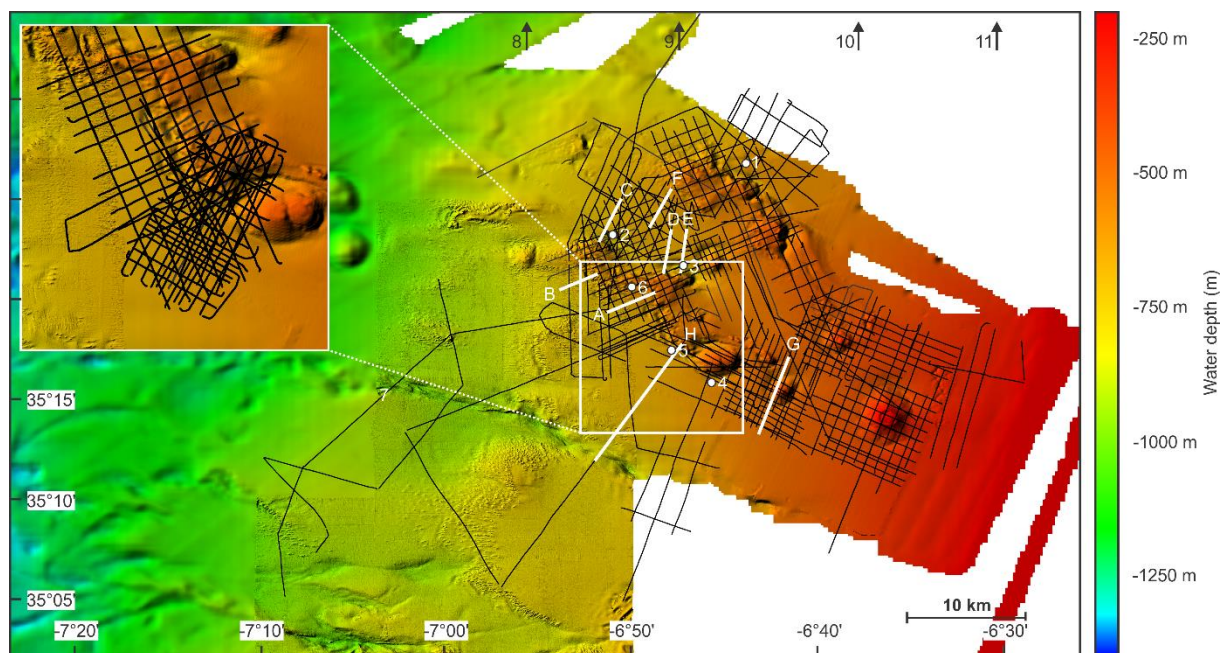 8 9 10 11
1
F
C
D E
2
3
B
6
A
H
5
G
4
7
35°15'
35°10'
35°05'
-7°20' -7°10' -7°00' -6°50' -6°40' -6°30'
10 km
-250 m
-500 m
-750 m
-1000 m
-1250 m
Water depth (m)